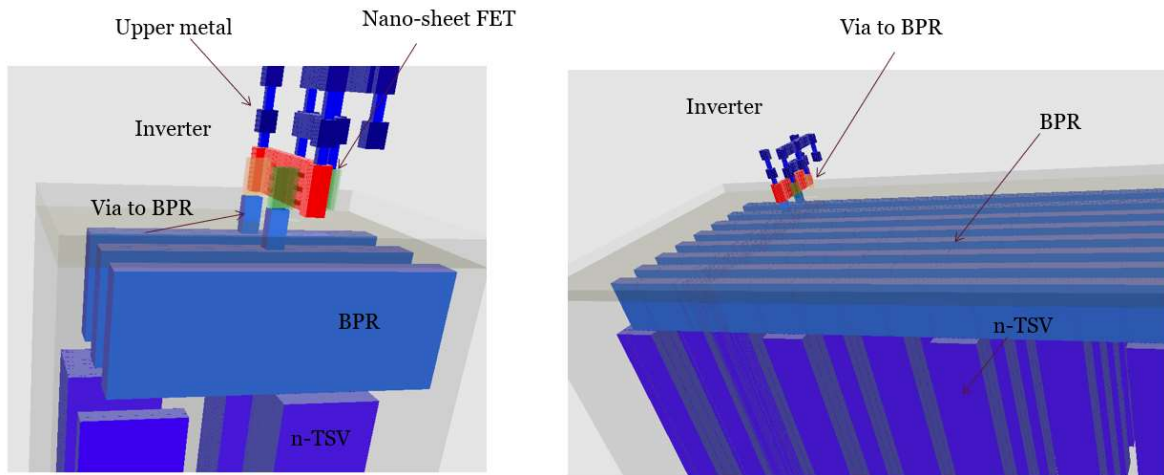 Upper metal
Nano-sheet FET
Inverter
Via to BPR
BPR
n-TSV
Via to BPR
Inverter
BPR
n-TSV